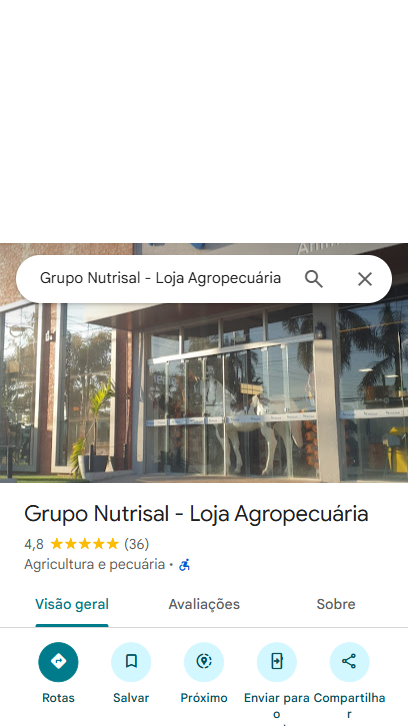 Grupo Nutrisal - Loja Agropecuária
Grupo Nutrisal - Loja Agropecuária
4,8 ★★★★★ (36)
Agricultura e pecuária ·
Visão geral Avaliações Sobre
Rotas Salvar Próximo Enviar para o Compartilhar